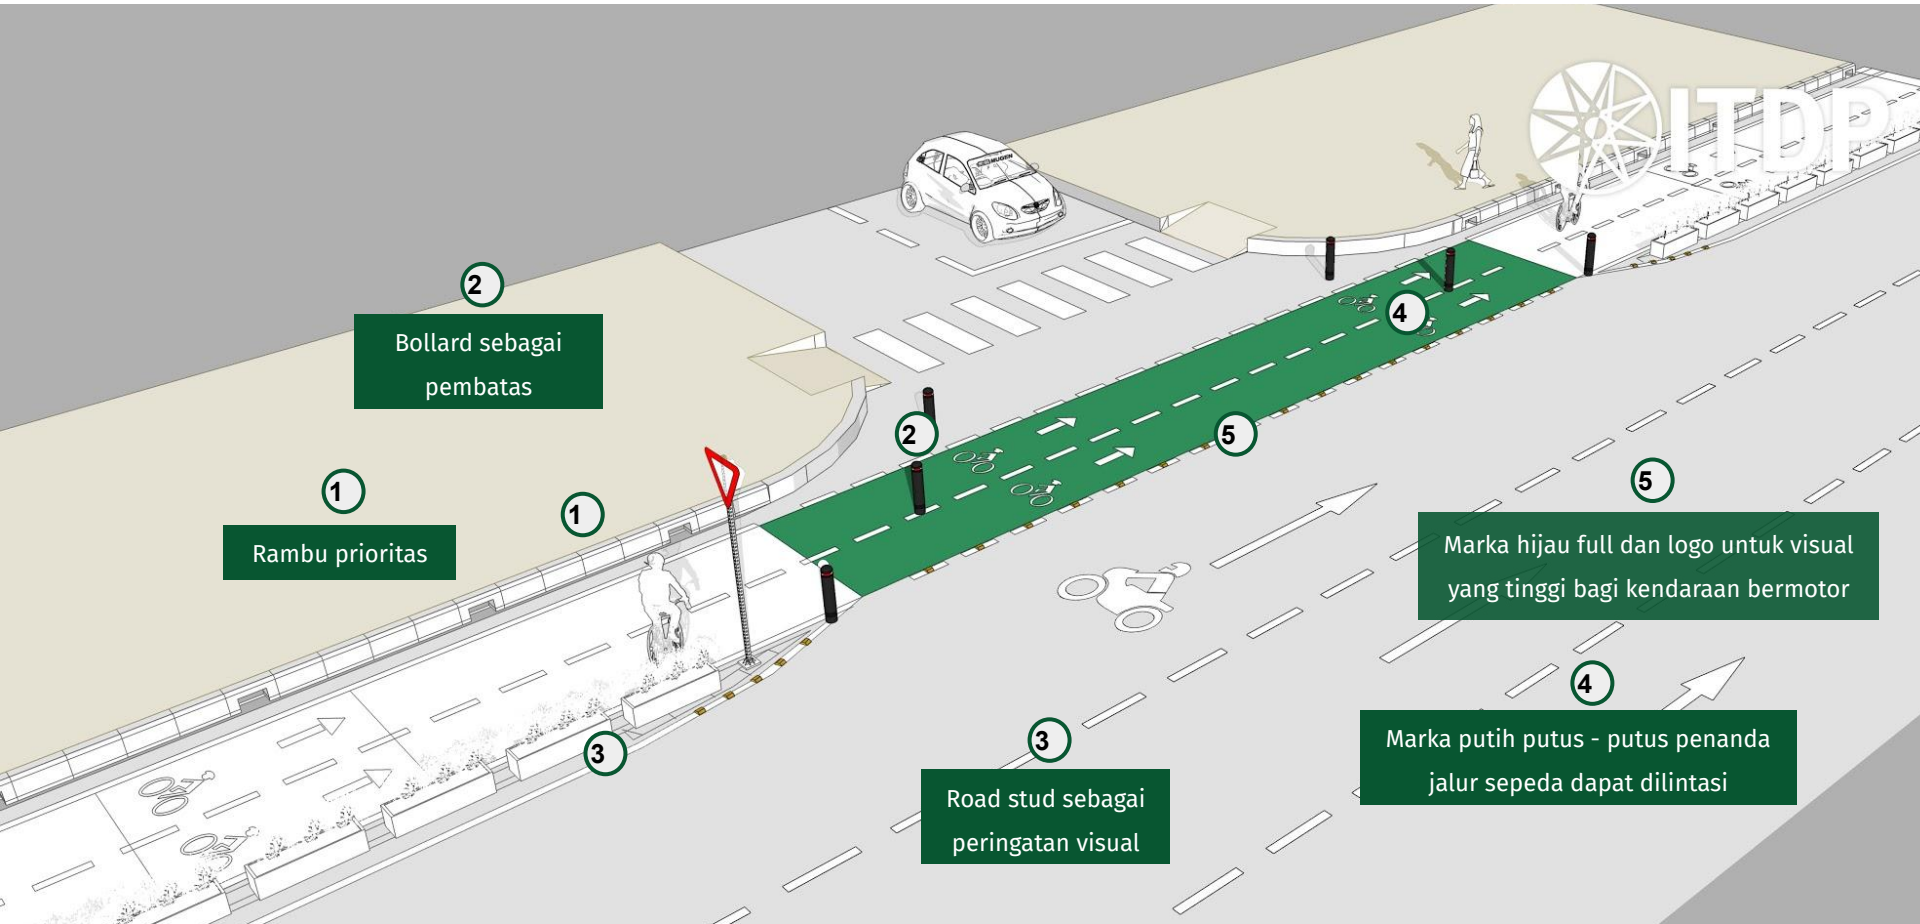 ITDP
MUGEN
2
Bollard sebagai
pembatas
4
2
5
1
Rambu prioritas
1
5
Marka hijau full dan logo untuk visual
yang tinggi bagi kendaraan bermotor
3
3
Road stud sebagai
peringatan visual
4
Marka putih putus - putus penanda
jalur sepeda dapat dilintasi